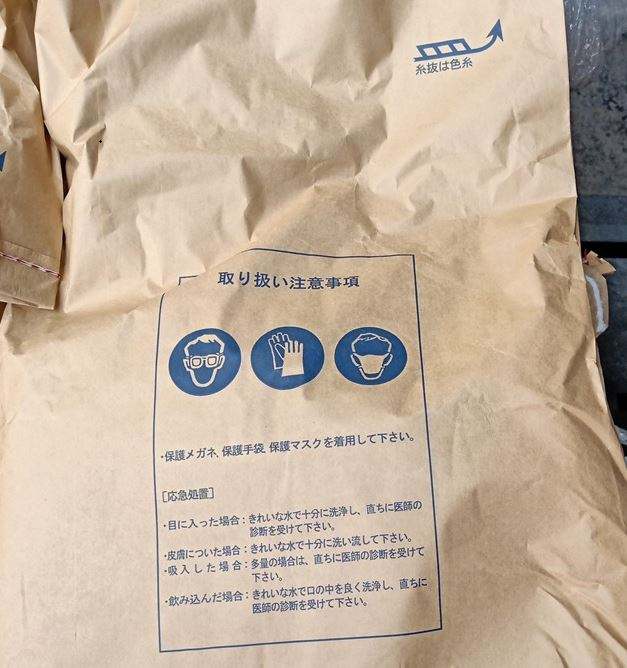 糸抜は色糸
取り扱い注意事項
・保護メガネ、保護手袋、保護マスクを着用して下さい。
［応急処置］
・目に入った場合：きれいな水で十分に洗浄し、直ちに医師の
診断を受けて下さい。
・皮膚についた場合：きれいな水で十分に洗い流して下さい。
・吸入した場合：多量の場合は、直ちに医師の診断を受けて
下さい。
・飲み込んだ場合：きれいな水で口の中を良く洗浄し、直ちに
医師の診断を受けて下さい。